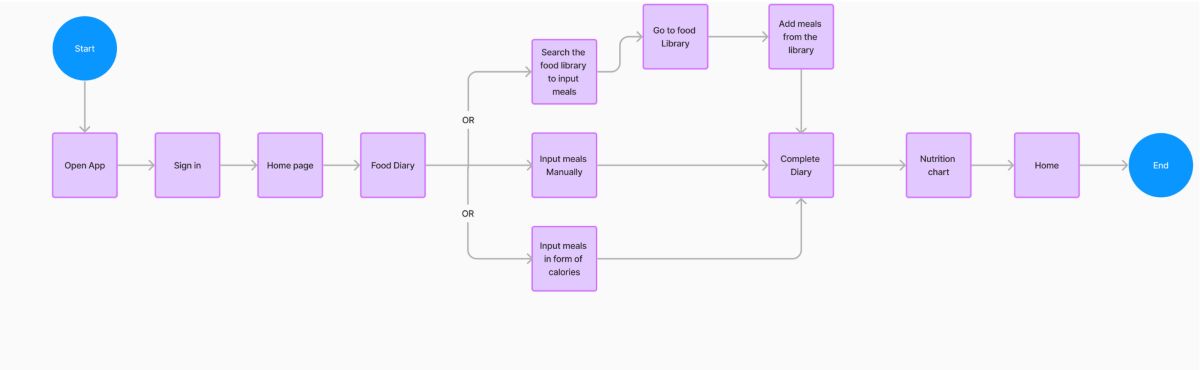 Start
Open App
Sign in
Home page
Food Diary
OR
OR
Search the
food library
to input
meals
Go to food
Library
Add meals
from the
library
Input meals
Manually
Input meals
in form of
calories
Complete
Diary
Nutrition
chart
Home
End